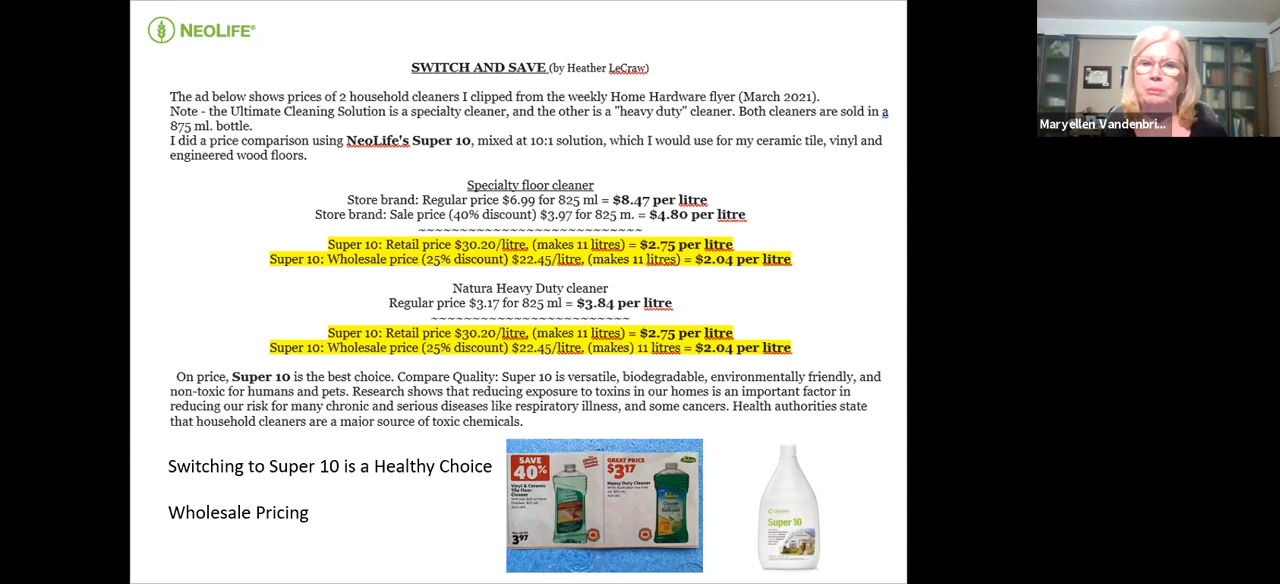 NEOLIFE®
SWITCH AND SAVE (by Heather LeCraw)
The ad below shows prices of 2 household cleaners I clipped from the weekly Home Hardware flyer (March 2021).
Note - the Ultimate Cleaning Solution is a specialty cleaner, and the other is a "heavy duty" cleaner. Both cleaners are sold in a
875 ml. bottle.
I did a price comparison using NeoLife's Super 10, mixed at 10:1 solution, which I would use for my ceramic tile, vinyl and
engineered wood floors.
Specialty floor cleaner
Store brand: Regular price $6.99 for 825 ml = $8.47 per litre
Store brand: Sale price (40% discount) $3.97 for 825 m. = $4.80 per litre
~~~~~~~~~~~~~~~~~~~~~~~~~~
Super 10: Retail price $30.20/litre, (makes 11 litres) = $2.75 per litre
Super 10: Wholesale price (25% discount) $22.45/litre, (makes 11 litres) = $2.04 per litre
Natura Heavy Duty cleaner
Regular price $3.17 for 825 ml = $3.84 per litre
~~~~~~~~~~~~~~~~~~~~~~~
Super 10: Retail price $30.20/litre, (makes 11 litres) = $2.75 per litre
Super 10: Wholesale price (25% discount) $22.45/litre, (makes) 11 litres = $2.04 per litre
On price, Super 10 is the best choice. Compare Quality: Super 10 is versatile, biodegradable, environmentally friendly, and
non-toxic for humans and pets. Research shows that reducing exposure to toxins in our homes is an important factor in
reducing our risk for many chronic and serious diseases like respiratory illness, and some cancers. Health authorities state
that household cleaners are a major source of toxic chemicals.
Switching to Super 10 is a Healthy Choice
Wholesale Pricing
SAVE
40%
Vinyl & Ceramic
Tile Floor
Cleaner
3.97
GREAT PRICE
$3.17
Heavy Duty Cleaner
Super 10
Maryellen Vandenbri...